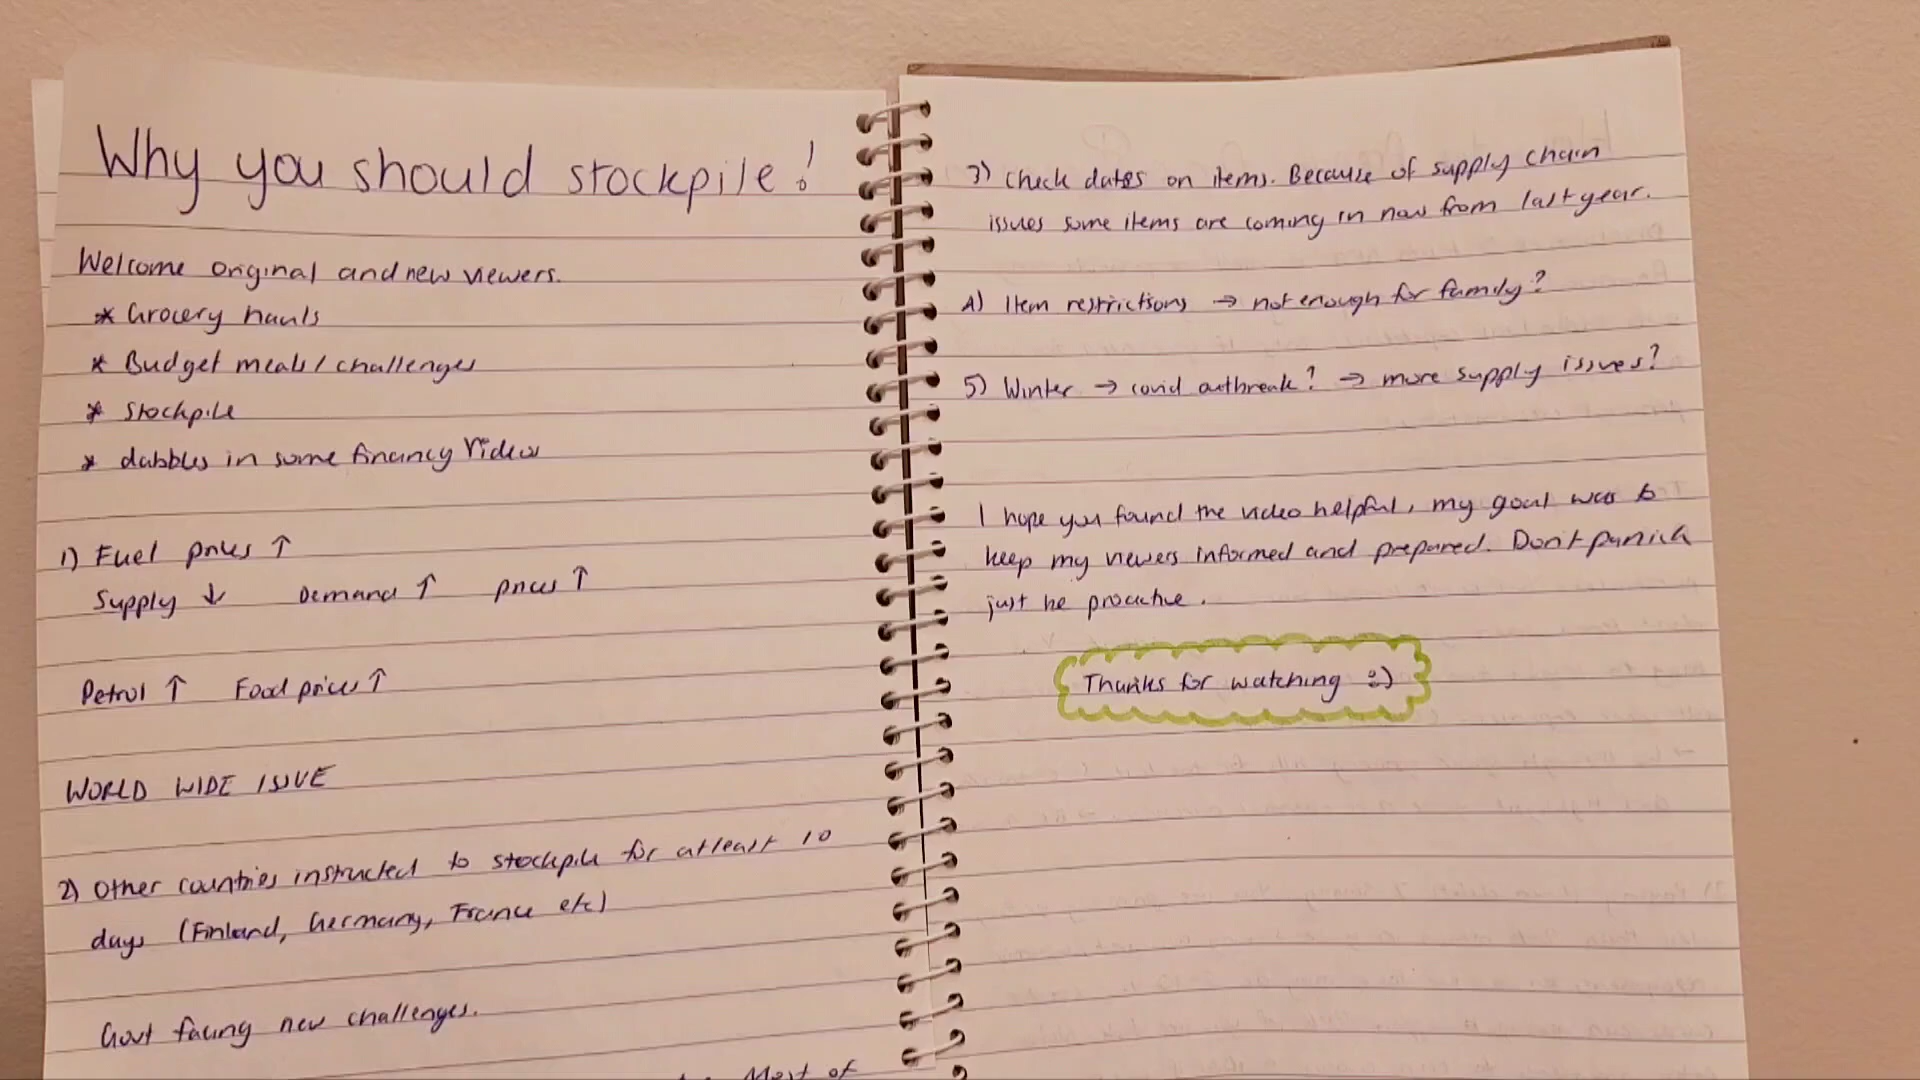 Why you should stockpile!
Welcome original and new viewers.
* Grocery hauls
* Budget meals / challenges
* Stockpile
* dabbles in some financy Videos
1) Fuel prices ↑
Supply ↓ Demand ↑ prices ↑
Petrol ↑ Food prices ↑
WORLD WIDE ISSUE
2) Other countries instructed to stockpile for atleast 10
days (Finland, Germany, France etc)
Govt facing new challenges.
Most of
3) Check dates on items. Because of supply chain
issues some items are coming in now from last year.
4) Item restrictions → not enough for family?
5) Winter → covid outbreak? → more supply issues?
I hope you found the video helpful, my goal was to
keep my viewers informed and prepared. Don't panick
just be proactive.
Thanks for watching :)